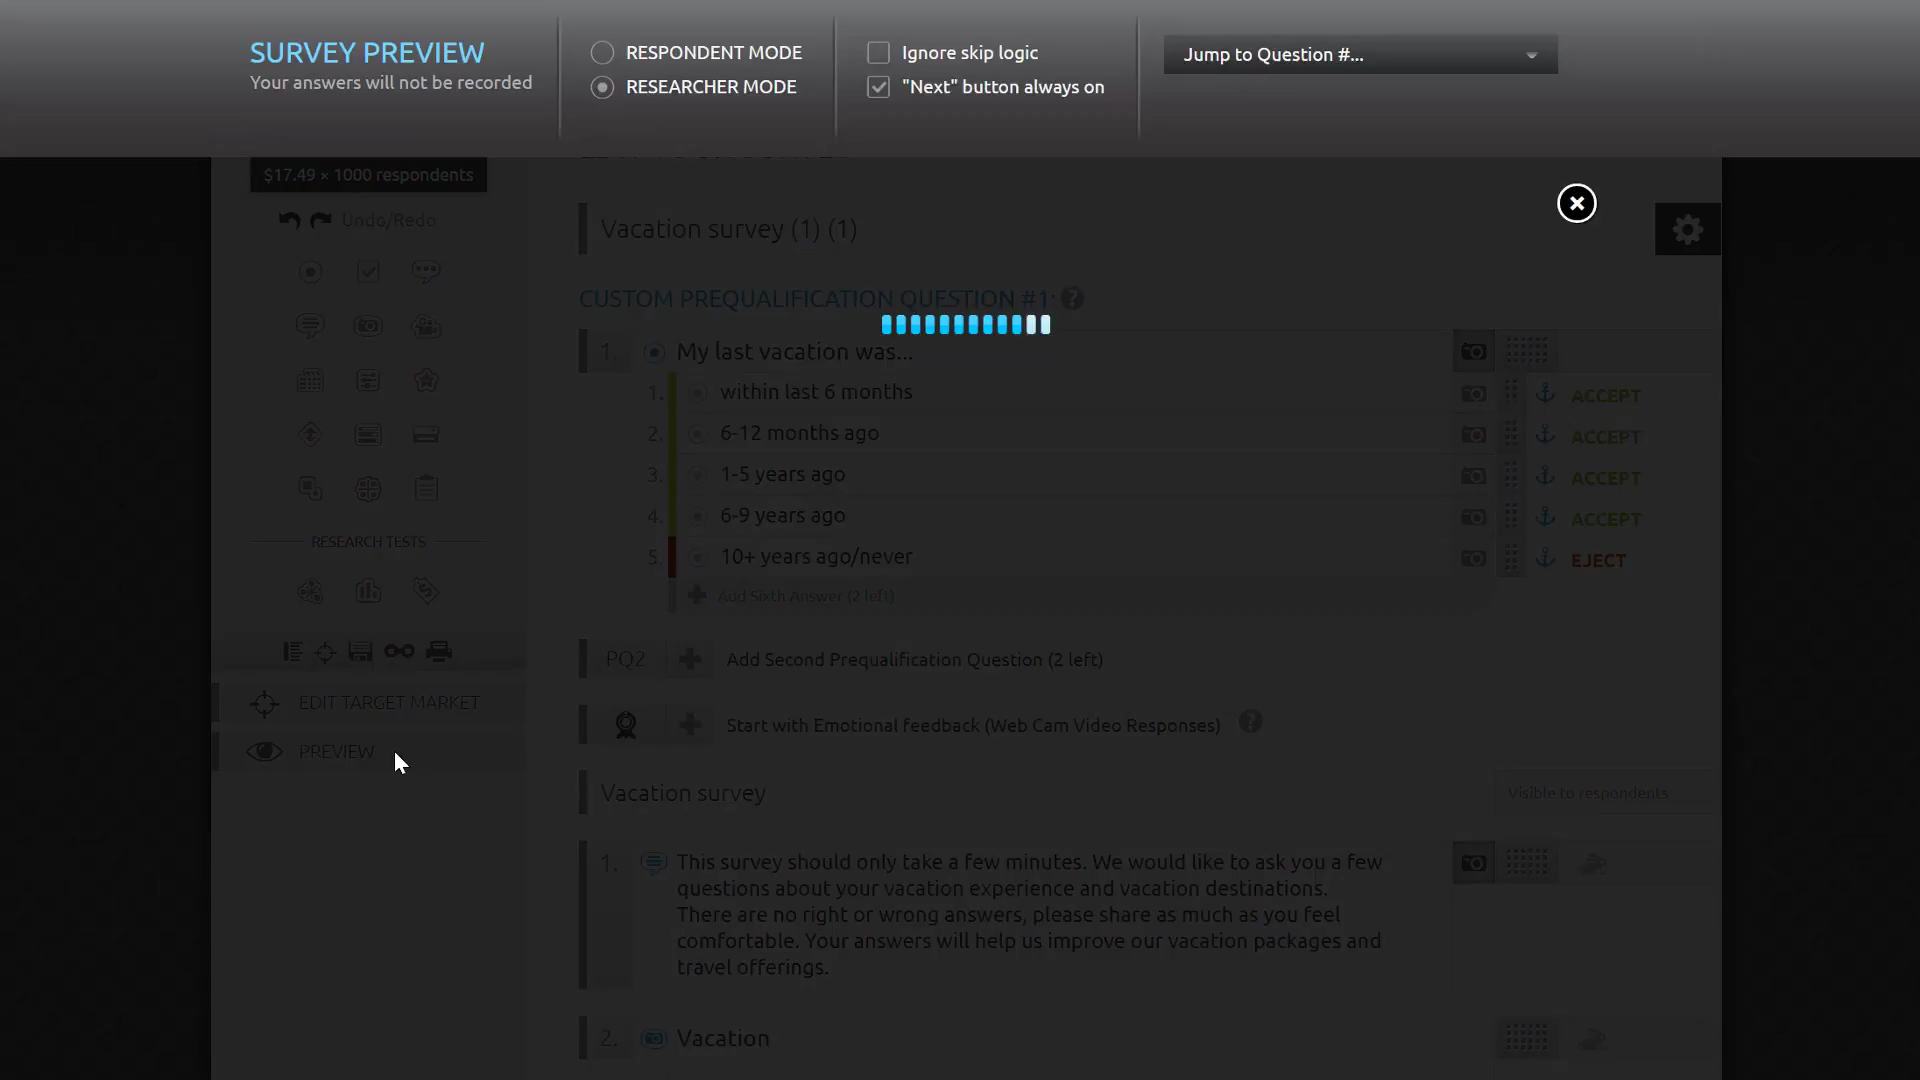 SURVEY PREVIEW
Your answers will not be recorded
RESPONDENT MODE
RESEARCHER MODE
Ignore skip logic
"Next" button always on
Jump to Question #...
$17.49 × 1000 respondents
Undo/Redo
RESEARCH TESTS
EDIT TARGET MARKET
PREVIEW
Vacation survey (1) (1)
CUSTOM PREQUALIFICATION QUESTION #1: ?
1. My last vacation was...
1. within last 6 months ACCEPT
2. 6-12 months ago ACCEPT
3. 1-5 years ago ACCEPT
4. 6-9 years ago ACCEPT
5. 10+ years ago/never EJECT
Add Sixth Answer (2 left)
PQ2 Add Second Prequalification Question (2 left)
Start with Emotional feedback (Web Cam Video Responses) ?
Vacation survey
Visible to respondents
1. This survey should only take a few minutes. We would like to ask you a few
questions about your vacation experience and vacation destinations.
There are no right or wrong answers, please share as much as you feel
comfortable. Your answers will help us improve our vacation packages and
travel offerings.
2. Vacation